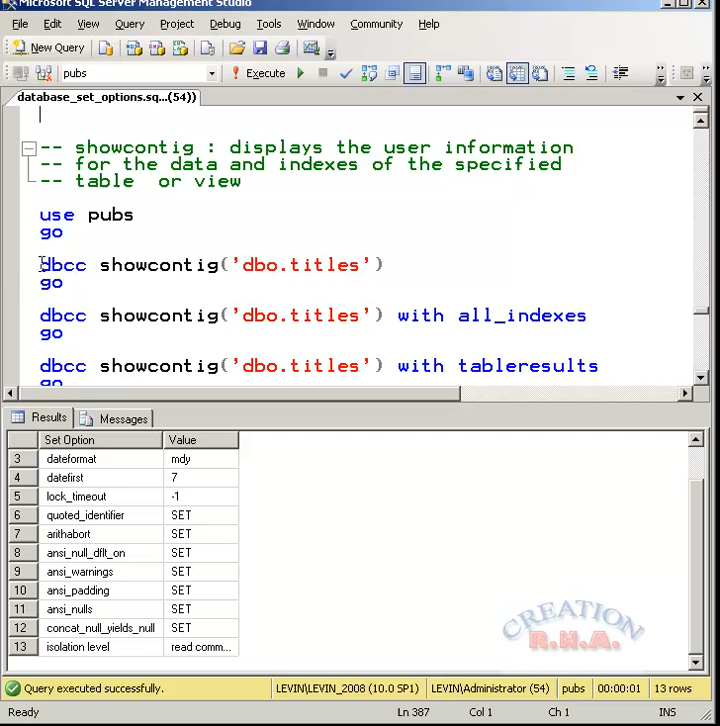 Microsoft SQL Server Management Studio
File Edit View Query Project Debug Tools Window Community Help
New Query
pubs Execute
database_set_options.sq...(54))
-- showcontig : displays the user information
-- for the data and indexes of the specified
-- table or view
use pubs
go
dbcc showcontig('dbo.titles')
go
dbcc showcontig('dbo.titles') with all_indexes
go
dbcc showcontig('dbo.titles') with tableresults
go
Results Messages
Set Option Value
3 dateformat mdy
4 datefirst 7
5 lock_timeout -1
6 quoted_identifier SET
7 arithabort SET
8 ansi_null_dflt_on SET
9 ansi_warnings SET
10 ansi_padding SET
11 ansi_nulls SET
12 concat_null_yields_null SET
13 isolation level read comm...
CREATION
R.H.A.
Query executed successfully. LEVIN\LEVIN_2008 (10.0 SP1) LEVIN\Administrator (54) pubs 00:00:01 13 rows
Ready Ln 387 Col 1 Ch 1 INS